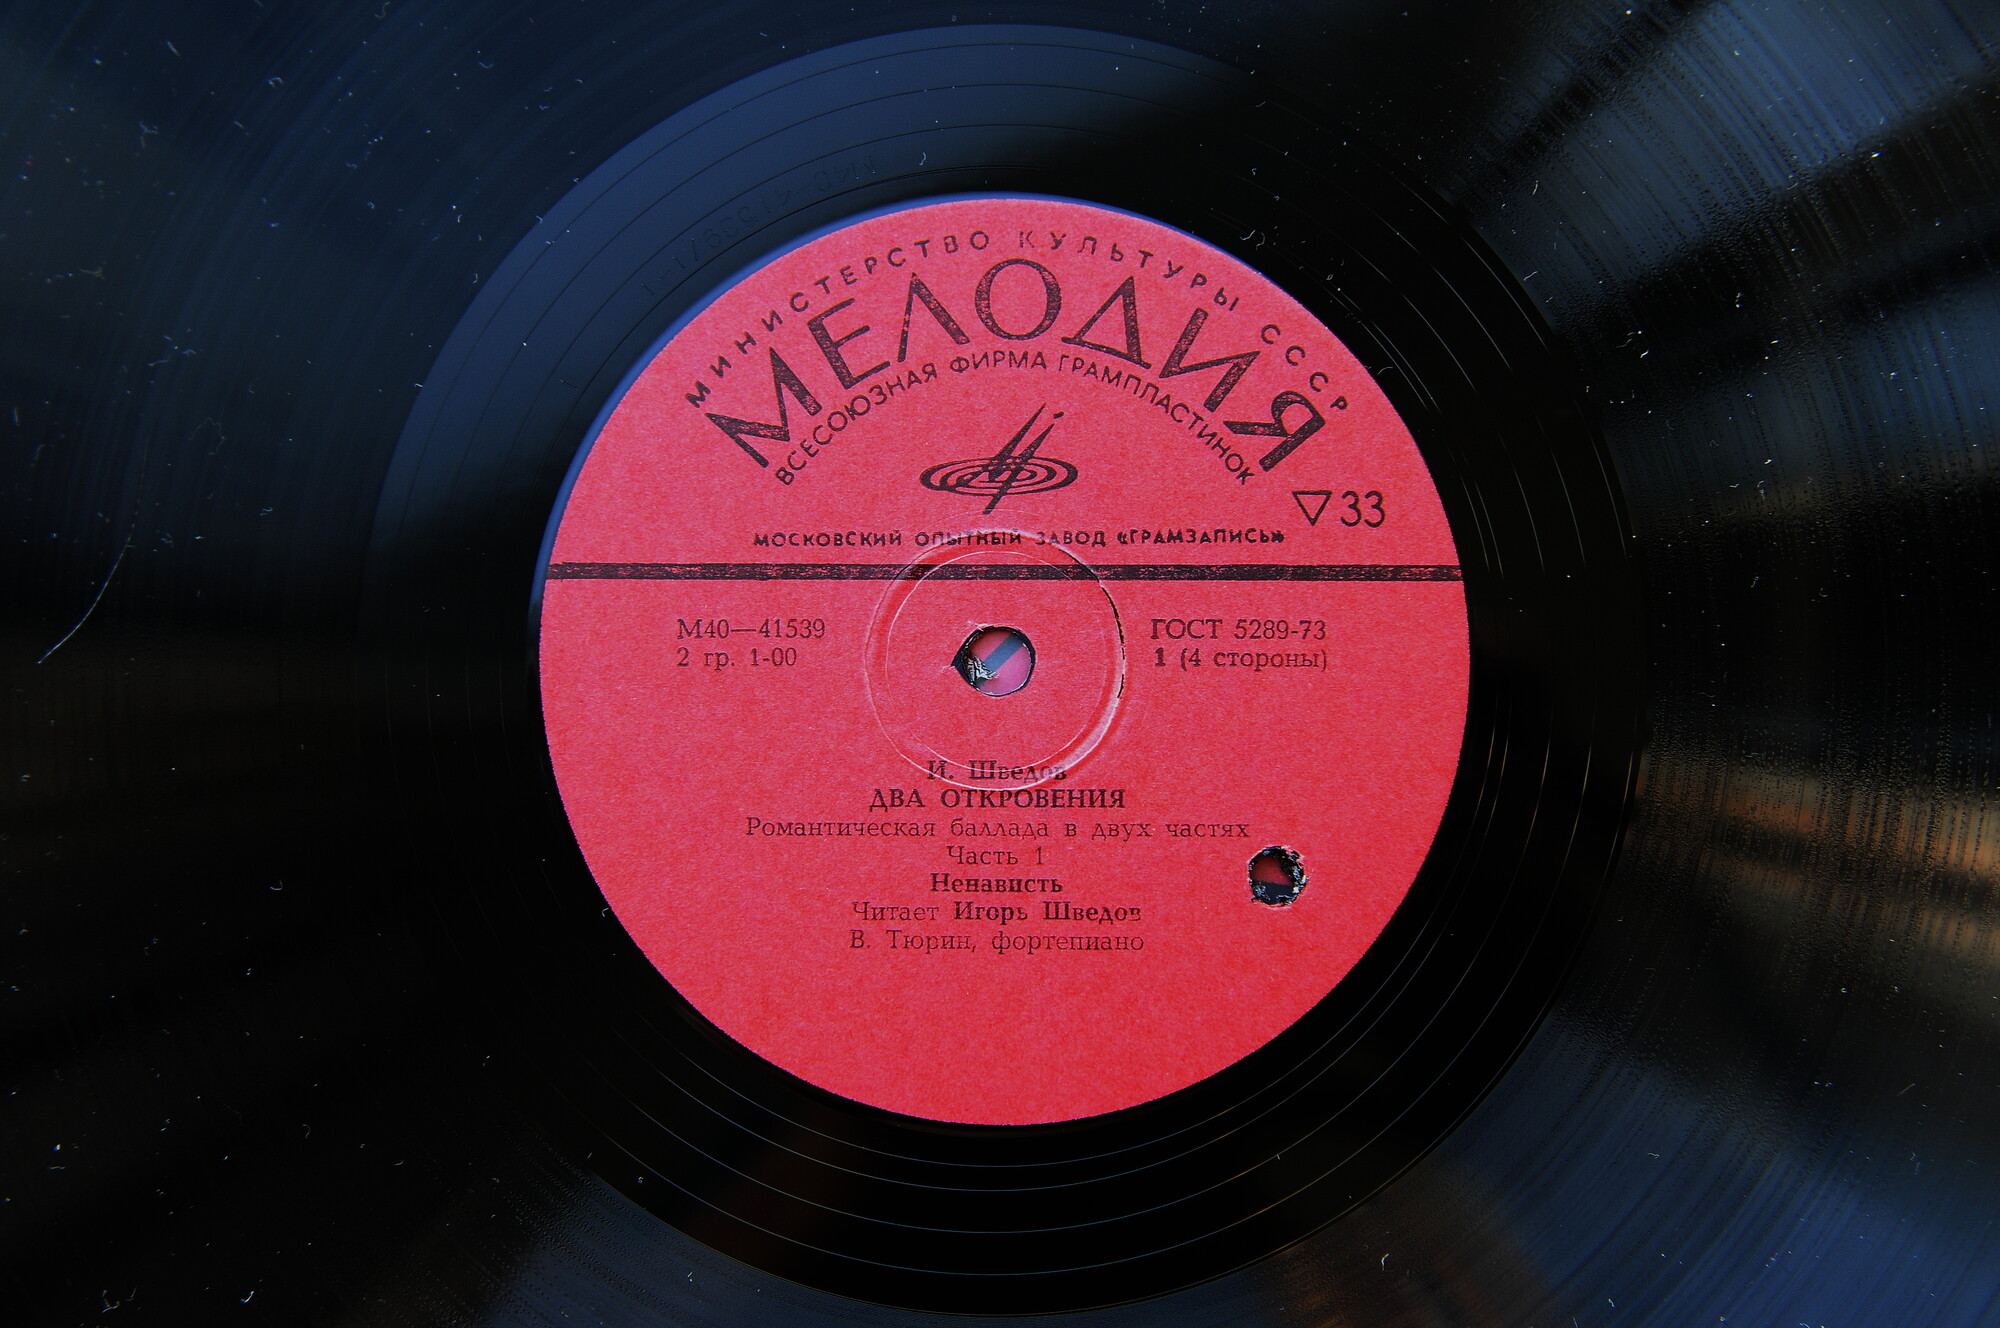 МИНИСТЕРСТВО КУЛЬТУРЫ СССР
МЕЛОДИЯ
ВСЕСОЮЗНАЯ ФИРМА ГРАМПЛАСТИНОК
▽33
МОСКОВСКИЙ ОПЫТНЫЙ ЗАВОД «ГРАМЗАПИСЬ»
М40—41539
2 гр. 1-00
ГОСТ 5289-73
1 (4 стороны)
И. Шведов
ДВА ОТКРОВЕНИЯ
Романтическая баллада в двух частях
Часть 1
Ненависть
Читает Игорь Шведов
В. Тюрин, фортепиано